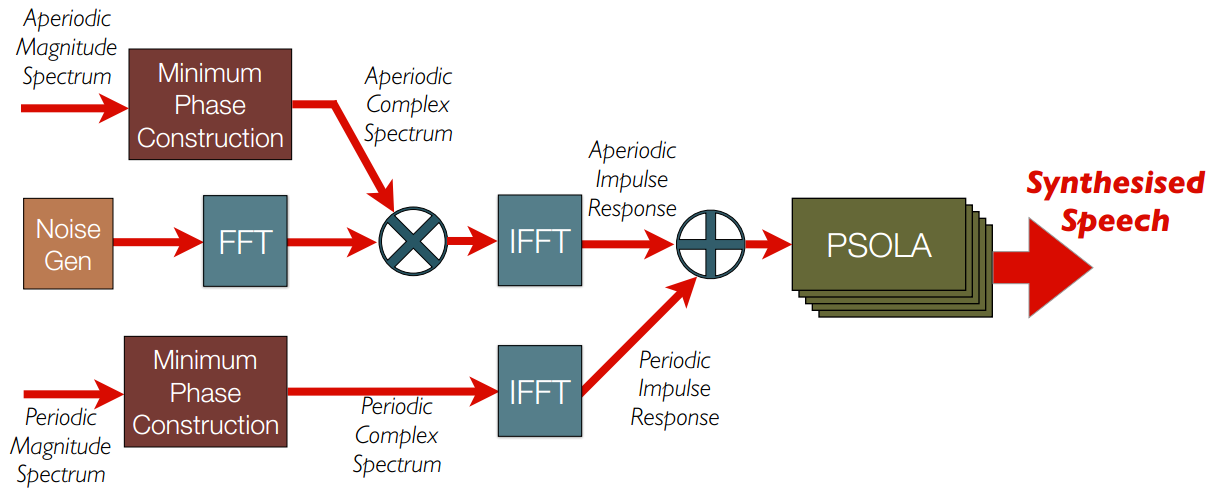 Aperiodic
Magnitude
Spectrum
Minimum
Phase
Construction
Aperiodic
Complex
Spectrum
Noise
Gen
FFT
IFFT
Aperiodic
Impulse
Response
PSOLA
Synthesised
Speech
Periodic
Magnitude
Spectrum
Minimum
Phase
Construction
Periodic
Complex
Spectrum
IFFT
Periodic
Impulse
Response